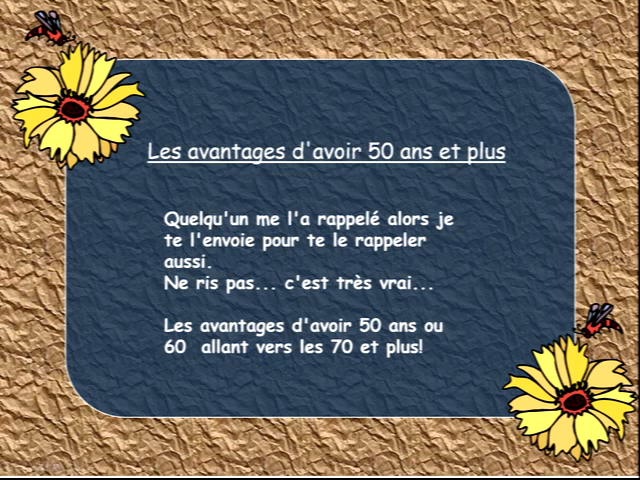 Les avantages d'avoir 50 ans et plus
Quelqu'un me l'a rappelé alors je
te l'envoie pour te le rappeler
aussi.
Ne ris pas... c'est très vrai...
Les avantages d'avoir 50 ans ou
60 allant vers les 70 et plus!